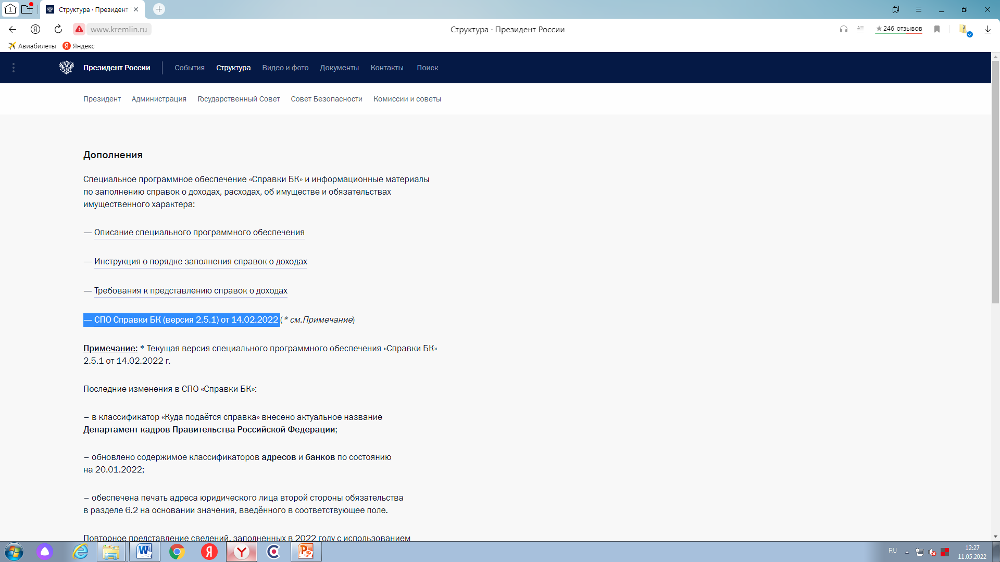 1
Структура · Президент
www.kremlin.ru
Структура · Президент России
★ 246 отзывов
Авиабилеты
Я Яндекс
Президент России
События
Структура
Видео и фото
Документы
Контакты
Поиск
Президент
Администрация
Государственный Совет
Совет Безопасности
Комиссии и советы
Дополнения
Специальное программное обеспечение «Справки БК» и информационные материалы
по заполнению справок о доходах, расходах, об имуществе и обязательствах
имущественного характера:
— Описание специального программного обеспечения
— Инструкция о порядке заполнения справок о доходах
— Требования к представлению справок о доходах
— СПО Справки БК (версия 2.5.1) от 14.02.2022 (* см.Примечание)
Примечание: * Текущая версия специального программного обеспечения «Справки БК»
2.5.1 от 14.02.2022 г.
Последние изменения в СПО «Справки БК»:
– в классификатор «Куда подаётся справка» внесено актуальное название
Департамент кадров Правительства Российской Федерации;
– обновлено содержимое классификаторов адресов и банков по состоянию
на 20.01.2022;
– обеспечена печать адреса юридического лица второй стороны обязательства
в разделе 6.2 на основании значения, введённого в соответствующее поле.
Повторное представление сведений, заполненных в 2022 году с использованием
RU
12:27
11.05.2022